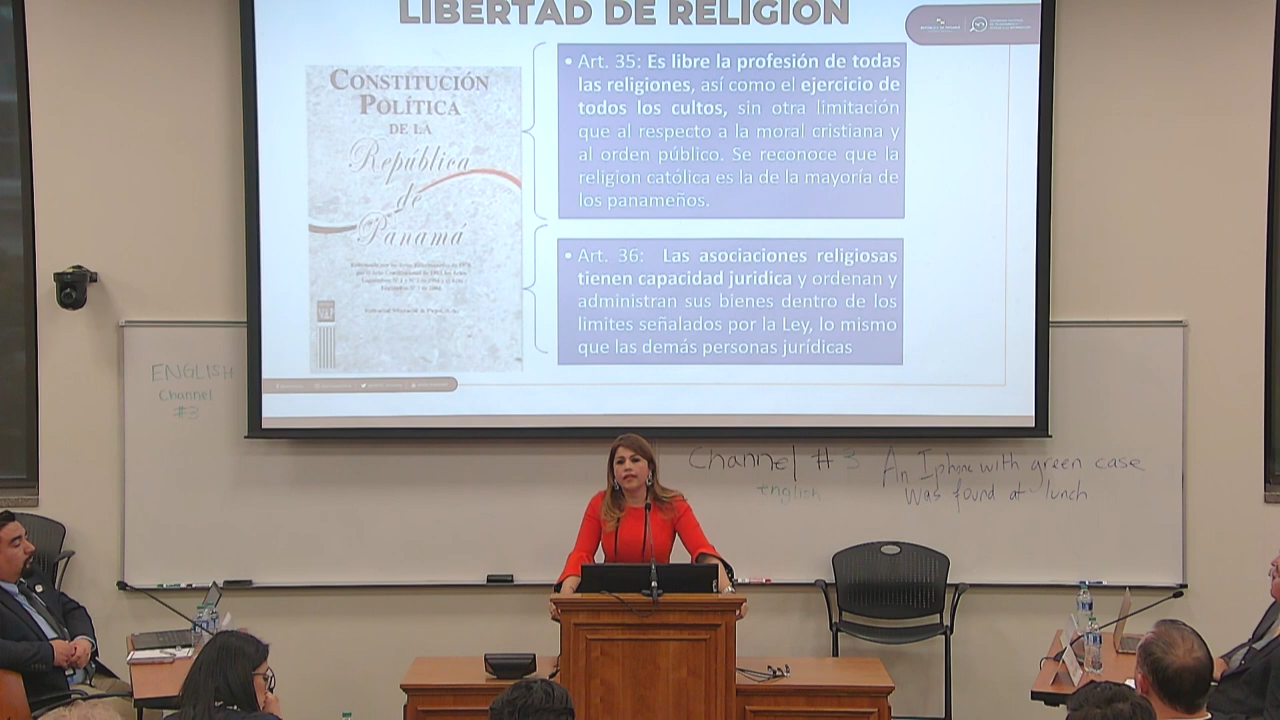 LIBERTAD DE RELIGIÓN
CONSTITUCIÓN
POLÍTICA
DE LA
República
de
Panamá
• Art. 35: Es libre la profesión de todas
las religiones, así como el ejercicio de
todos los cultos, sin otra limitación
que al respecto a la moral cristiana y
al orden público. Se reconoce que la
religion católica es la de la mayoría de
los panameños.
• Art. 36: Las asociaciones religiosas
tienen capacidad juridica y ordenan y
administran sus bienes dentro de los
limites señalados por la Ley, lo mismo
que las demás personas jurídicas
ENGLISH
Channel
#3
Channel #3
english
An Iphone with green case
was found at lunch